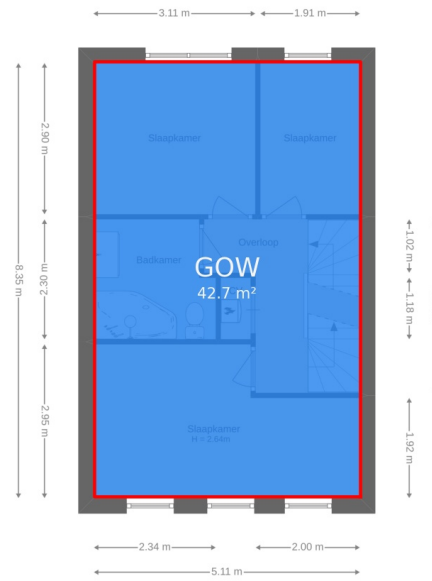 3.11 m
1.91 m
Slaapkamer
Slaapkamer
2.90 m
Overloop
1.02 m
Badkamer
GOW
42.7 m²
8.35 m
2.30 m
1.18 m
Slaapkamer
H = 2.64m
2.95 m
1.92 m
2.34 m
2.00 m
5.11 m